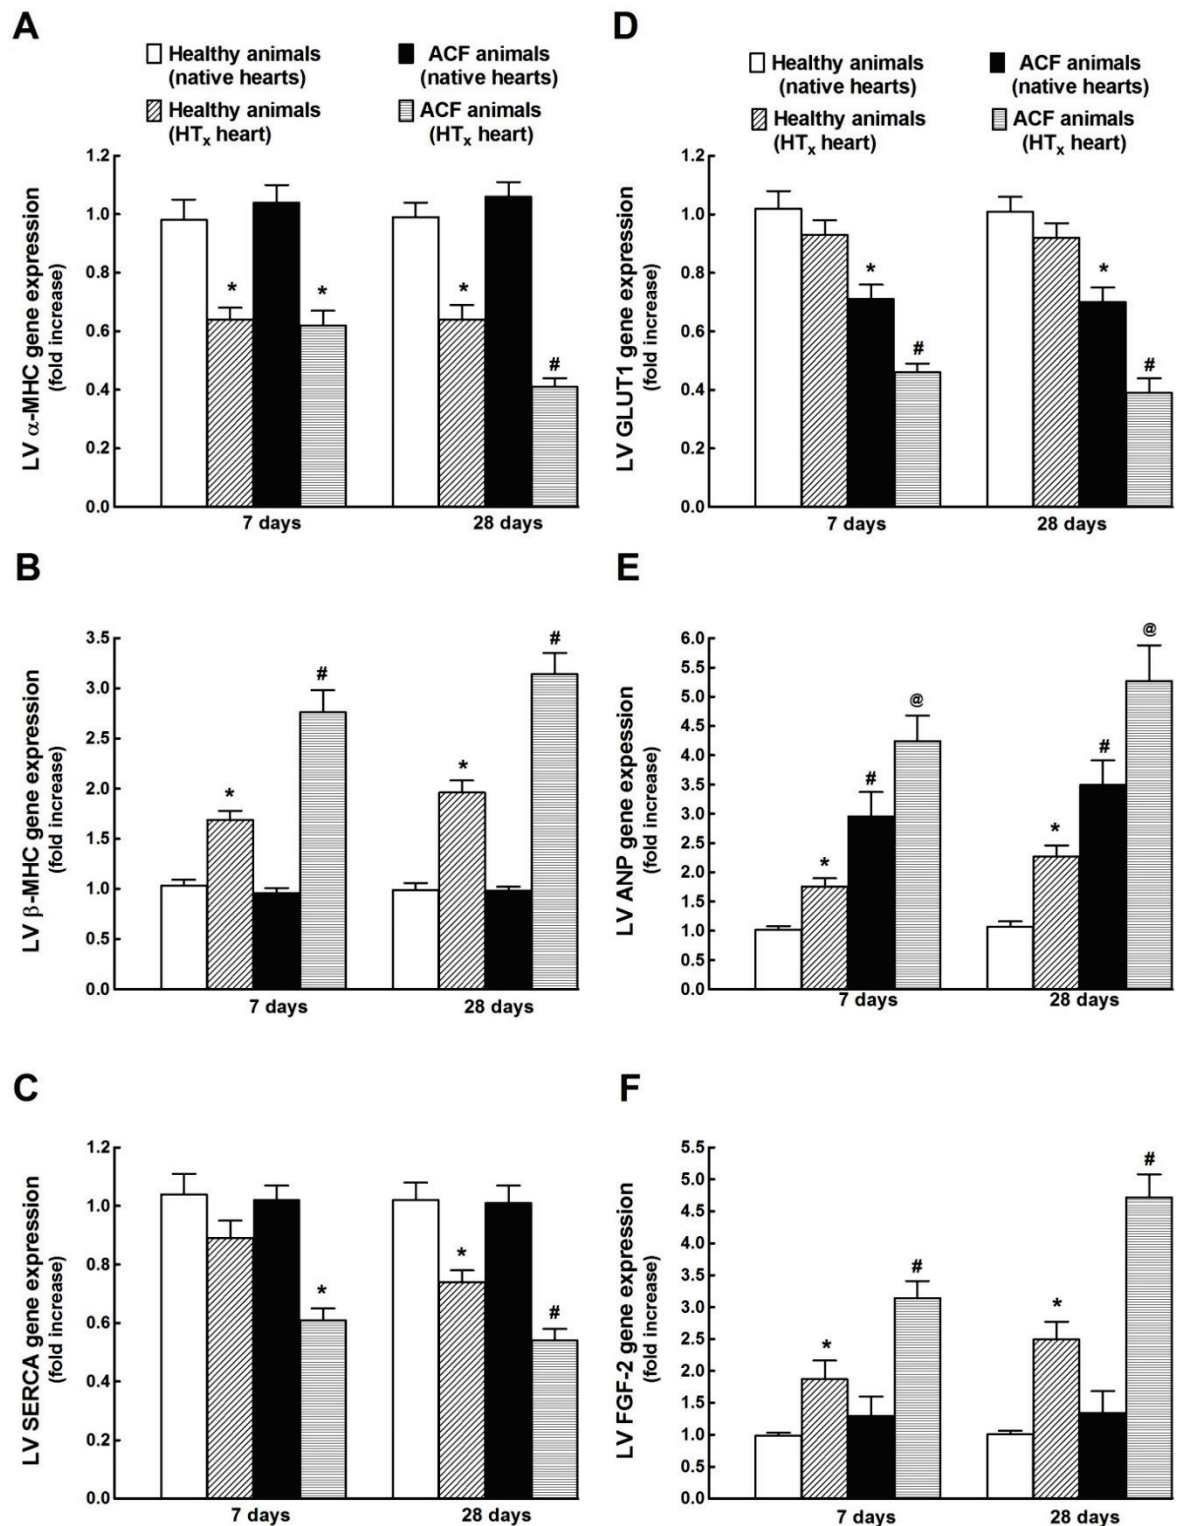 A
Healthy animals
(native hearts)
ACF animals
(native hearts)
Healthy animals
(HTx heart)
ACF animals
(HTx heart)
LV α-MHC gene expression
(fold increase)
1.2
1.0
0.8
0.6
0.4
0.2
0.0
*
*
*
#
7 days
28 days
D
Healthy animals
(native hearts)
ACF animals
(native hearts)
Healthy animals
(HTx heart)
ACF animals
(HTx heart)
LV GLUT1 gene expression
(fold increase)
1.2
1.0
0.8
0.6
0.4
0.2
0.0
*
#
*
#
7 days
28 days
B
LV β-MHC gene expression
(fold increase)
3.5
3.0
2.5
2.0
1.5
1.0
0.5
0.0
*
#
*
#
7 days
28 days
E
LV ANP gene expession
(fold increase)
6.0
5.5
5.0
4.5
4.0
3.5
3.0
2.5
2.0
1.5
1.0
0.5
0.0
*
#
@
*
#
@
7 days
28 days
C
LV SERCA gene expression
(fold increase)
1.2
1.0
0.8
0.6
0.4
0.2
0.0
*
*
#
7 days
28 days
F
LV FGF-2 gene expression
(fold increase)
5.5
5.0
4.5
4.0
3.5
3.0
2.5
2.0
1.5
1.0
0.5
0.0
*
#
*
#
7 days
28 days